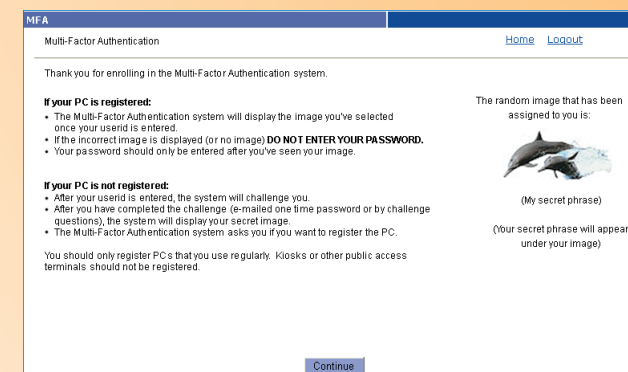 MFA
Multi-Factor Authentication
Home Logout
Thank you for enrolling in the Multi-Factor Authentication system.
If your PC is registered:
• The Multi-Factor Authentication system will display the image you've selected
once your userid is entered.
• If the incorrect image is displayed (or no image) DO NOT ENTER YOUR PASSWORD.
• Your password should only be entered after you've seen your image.
If your PC is not registered:
• After your userid is entered, the system will challenge you.
• After you have completed the challenge (e-mailed one time password or by challenge
questions), the system will display your secret image.
• The Multi-Factor Authentication system asks you if you want to register the PC.
You should only register PCs that you use regularly. Kiosks or other public access
terminals should not be registered.
The random image that has been
assigned to you is:
(My secret phrase)
(Your secret phrase will appear
under your image)
Continue